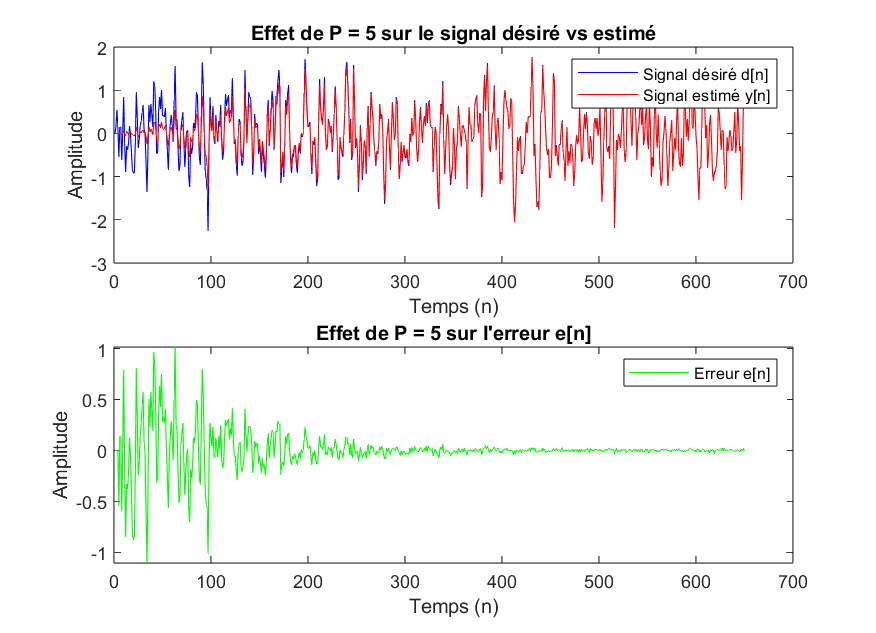 Effet de P = 5 sur le signal désiré vs estimé
2
1
0
-1
-2
-3
Amplitude
Signal désiré d[n]
Signal estimé y[n]
0 100 200 300 400 500 600 700
Temps (n)
Effet de P = 5 sur l'erreur e[n]
1
0.5
0
-0.5
-1
Amplitude
Erreur e[n]
0 100 200 300 400 500 600 700
Temps (n)